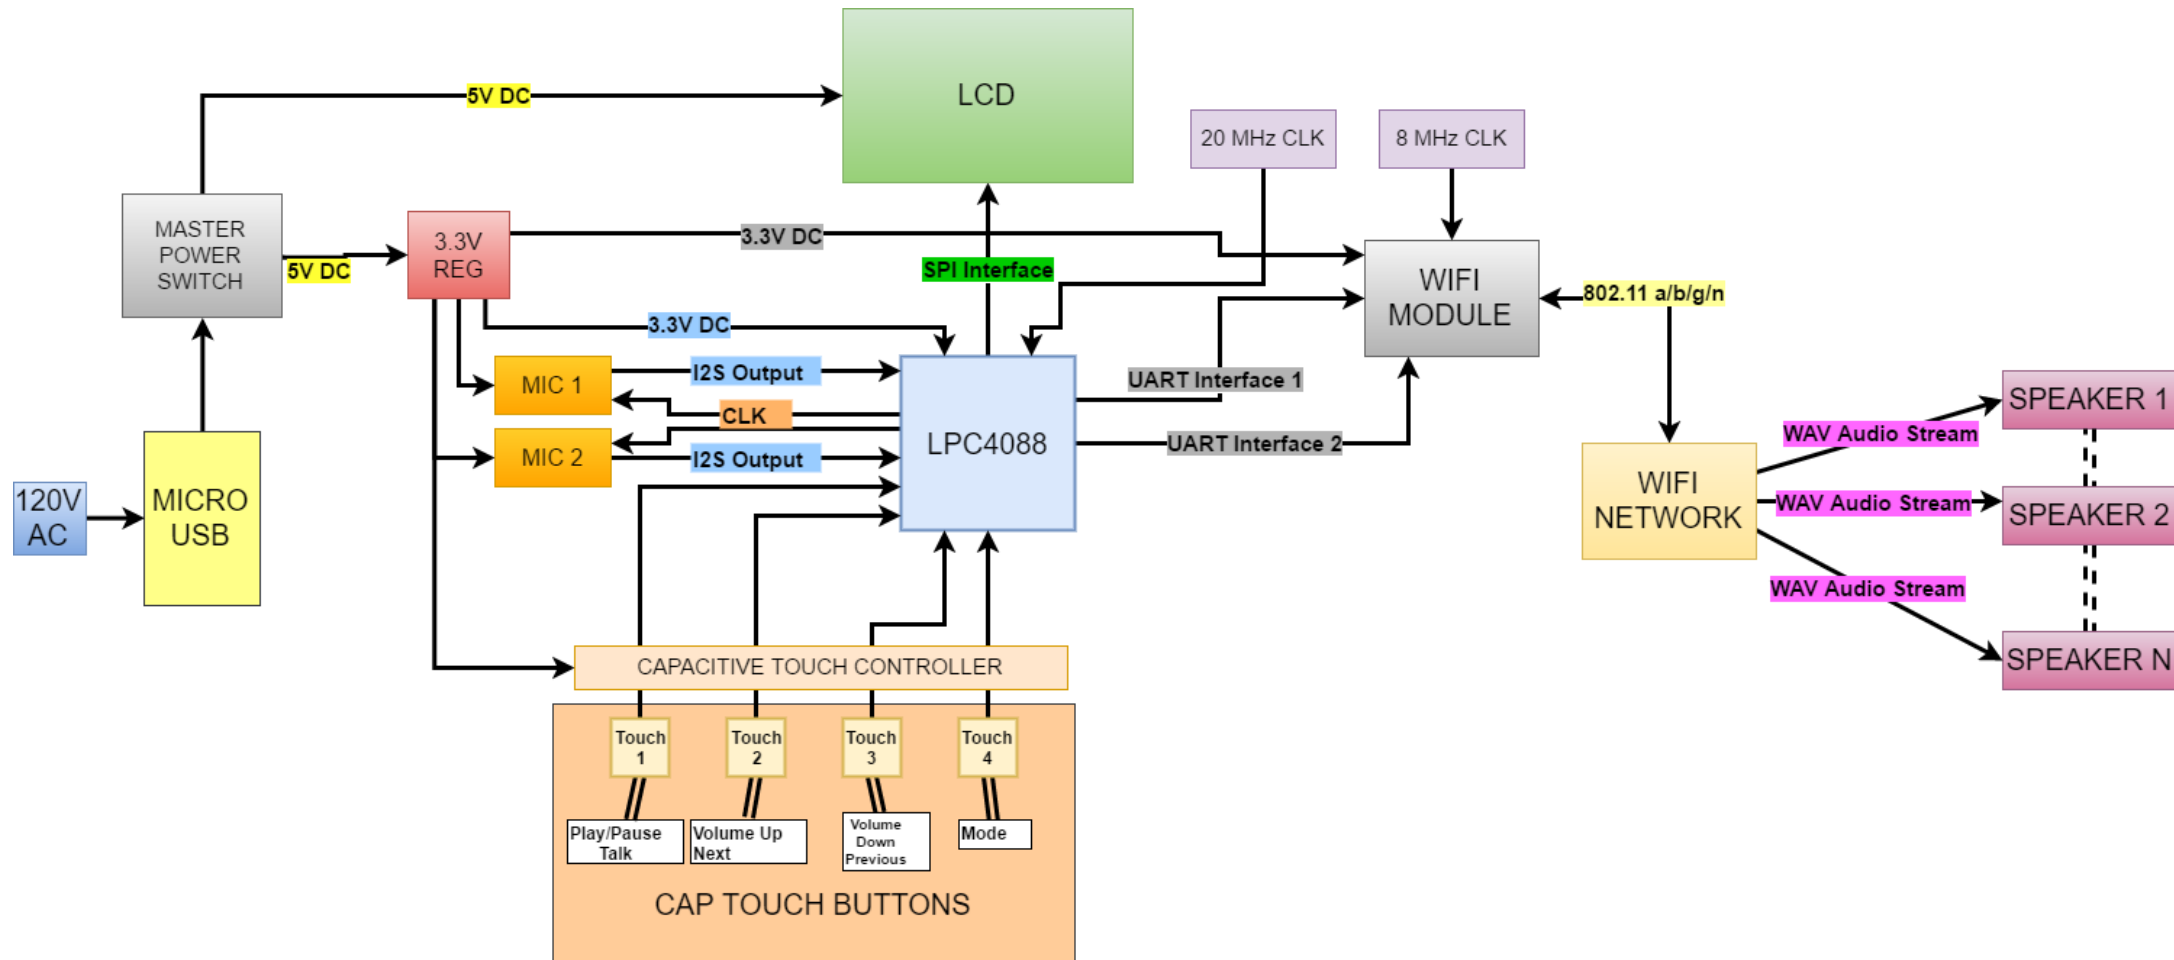 LCD
5V DC
20 MHz CLK
8 MHz CLK
MASTER
POWER
SWITCH
3.3V
REG
3.3V DC
5V DC
SPI Interface
WIFI
MODULE
802.11 a/b/g/n
3.3V DC
MIC 1
I2S Output
CLK
MIC 2
I2S Output
LPC4088
UART Interface 1
UART Interface 2
SPEAKER 1
WAV Audio Stream
WIFI
NETWORK
WAV Audio Stream
SPEAKER 2
WAV Audio Stream
SPEAKER N
120V
AC
MICRO
USB
CAPACITIVE TOUCH CONTROLLER
Touch
1
Touch
2
Touch
3
Touch
4
Play/Pause
Talk
Volume Up
Next
Volume
Down
Previous
Mode
CAP TOUCH BUTTONS